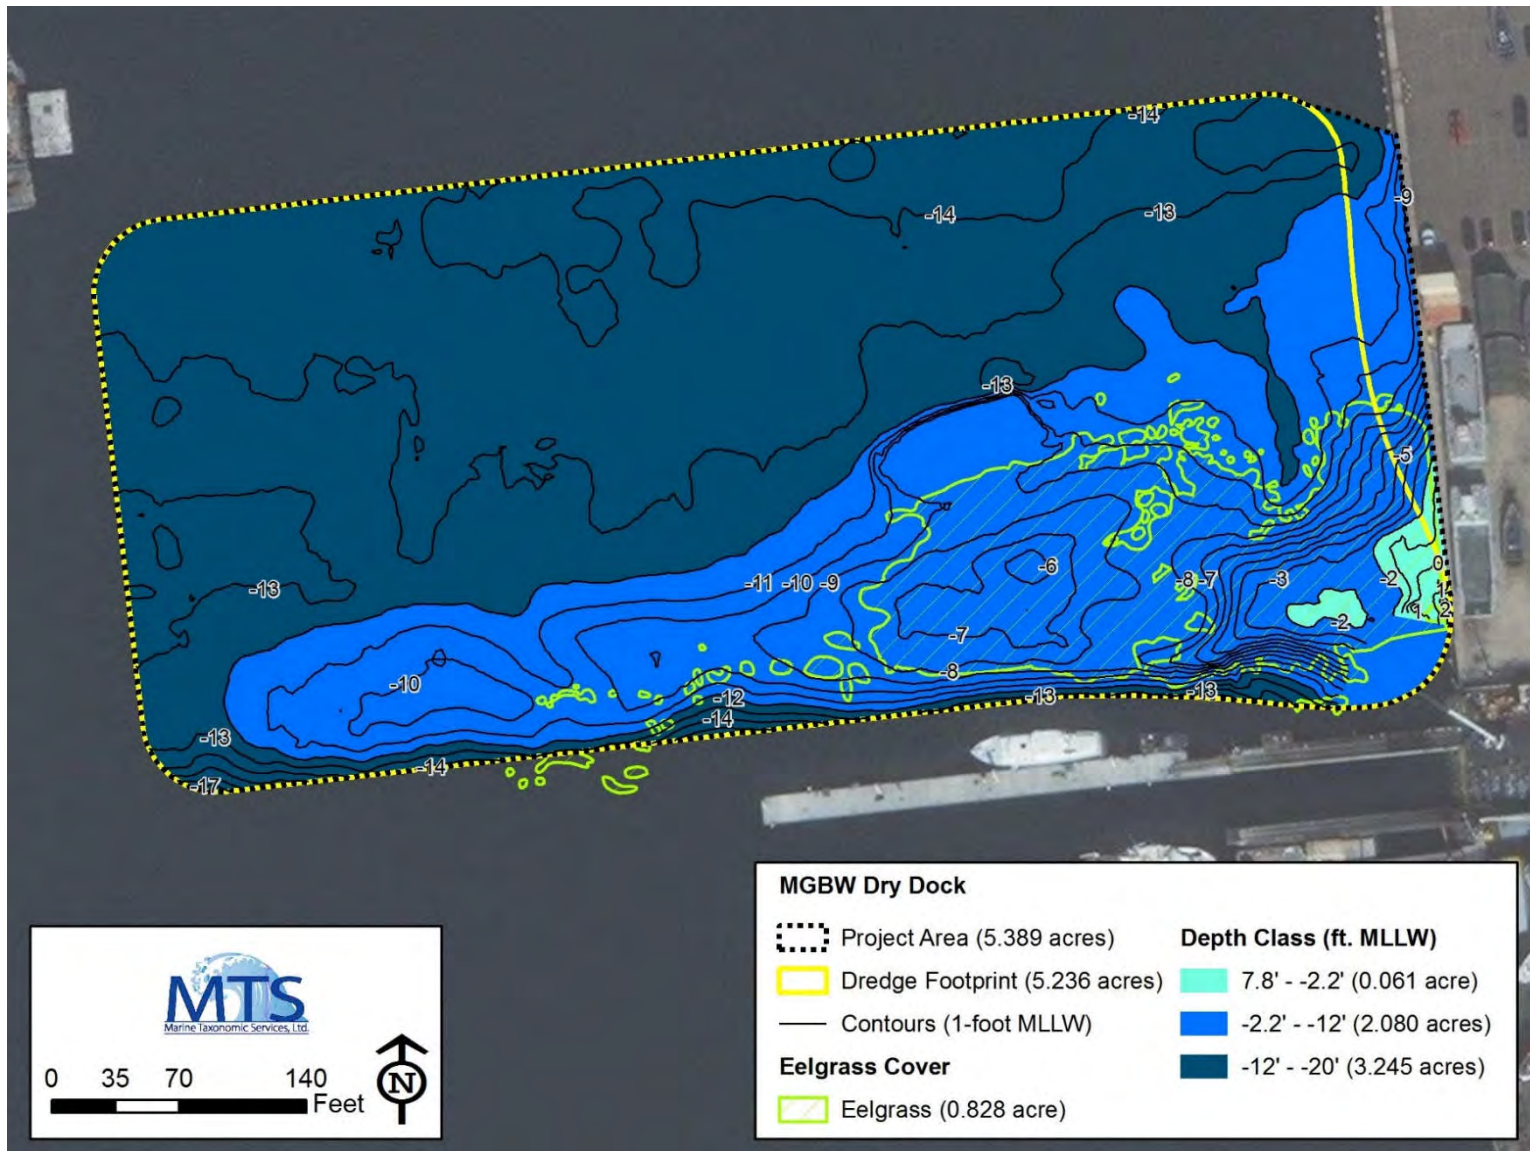 -14
-9
-14
-13
-13
-5
-11
-10
-9
-6
-8
-7
-3
-2
0
1
-1
2
-13
-7
-2
-8
-10
-12
-13
-13
-14
-13
-14
-17
MGBW Dry Dock
Project Area (5.389 acres)
Dredge Footprint (5.236 acres)
Contours (1-foot MLLW)
Eelgrass Cover
Eelgrass (0.828 acre)
Depth Class (ft. MLLW)
7.8' - -2.2' (0.061 acre)
-2.2' - -12' (2.080 acres)
-12' - -20' (3.245 acres)
MTS
Marine Taxonomic Services, Ltd.
0 35 70 140
Feet
N